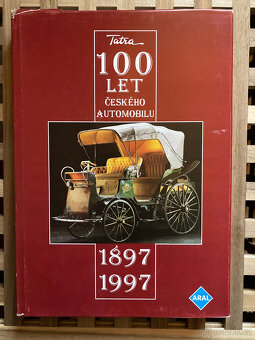 Tatra
100
LET
ČESKÉHO
AUTOMOBILU
1897
1997
ARAL